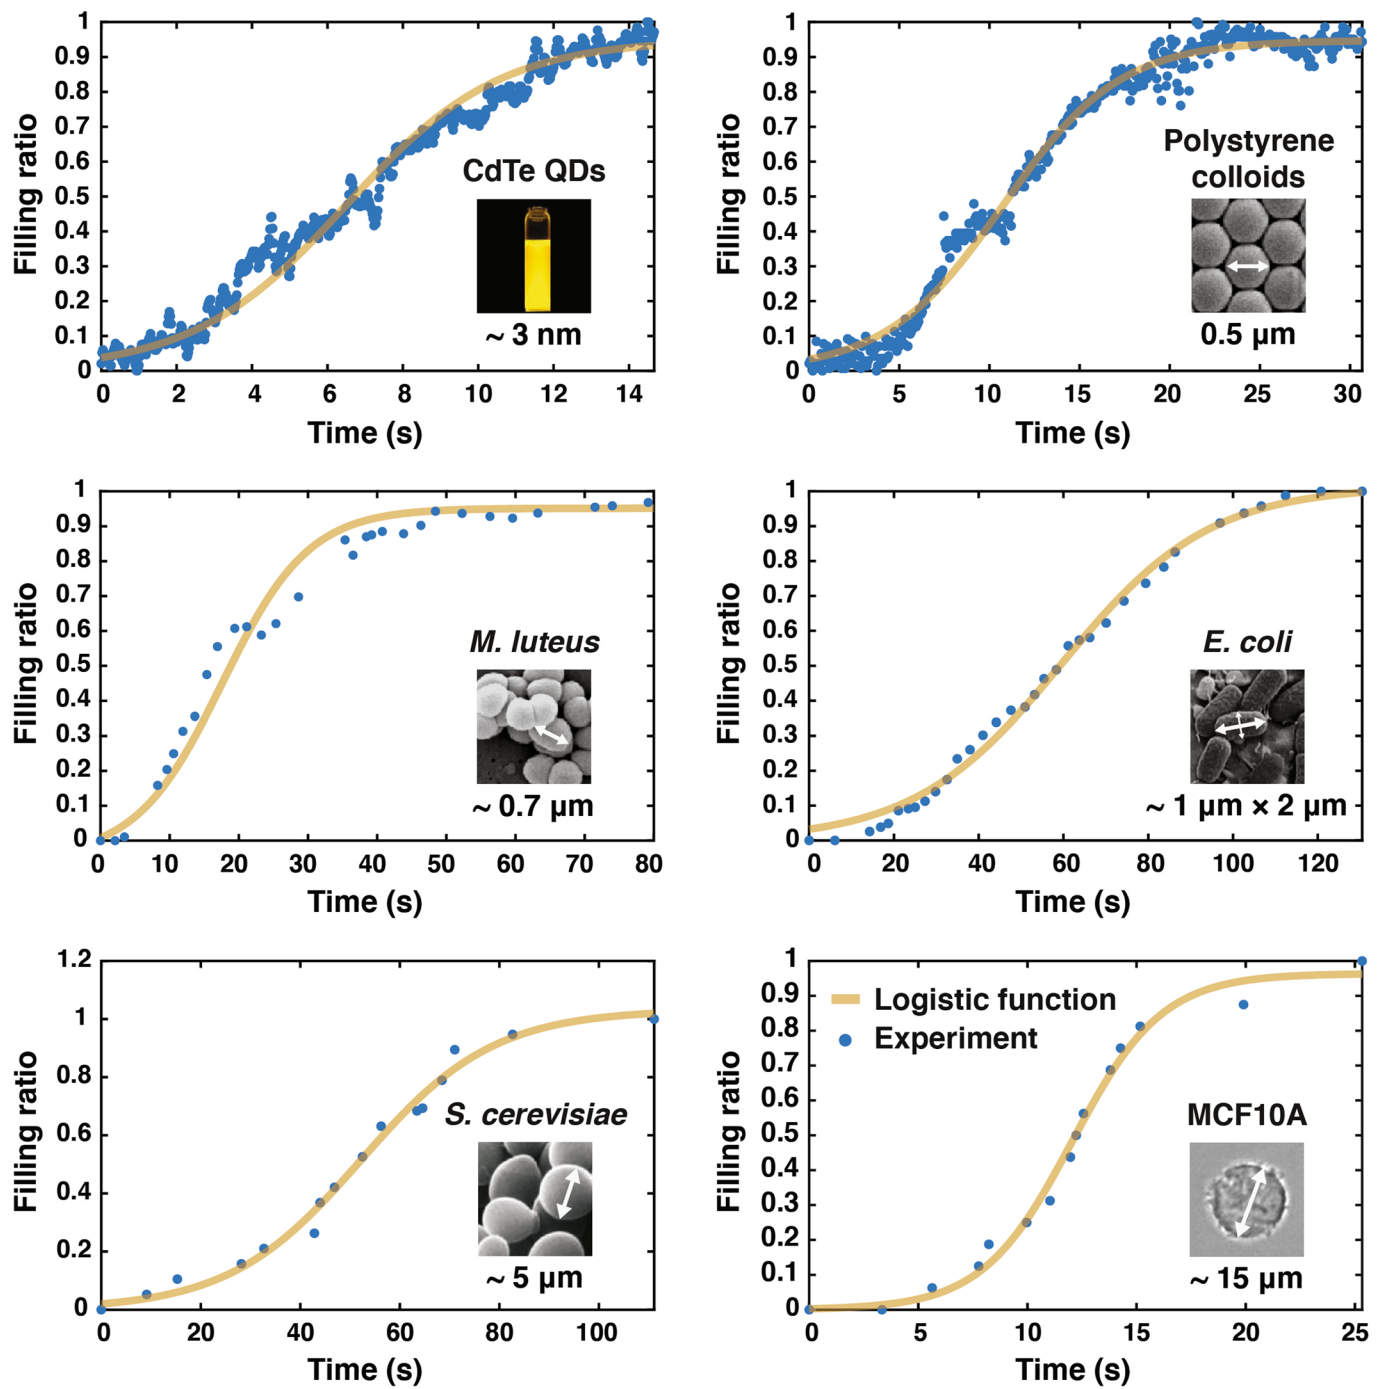 Filling ratio
1
0.9
0.8
0.7
0.6
0.5
0.4
0.3
0.2
0.1
0
0 2 4 6 8 10 12 14
Time (s)
CdTe QDs
~ 3 nm
Filling ratio
1
0.9
0.8
0.7
0.6
0.5
0.4
0.3
0.2
0.1
0
0 5 10 15 20 25 30
Time (s)
Polystyrene
colloids
0.5 µm
Filling ratio
1
0.9
0.8
0.7
0.6
0.5
0.4
0.3
0.2
0.1
0
0 10 20 30 40 50 60 70 80
Time (s)
M. luteus
~ 0.7 µm
Filling ratio
1
0.9
0.8
0.7
0.6
0.5
0.4
0.3
0.2
0.1
0
0 20 40 60 80 100 120
Time (s)
E. coli
~ 1 µm × 2 µm
Filling ratio
1.2
1
0.8
0.6
0.4
0.2
0
0 20 40 60 80 100
Time (s)
S. cerevisiae
~ 5 µm
Filling ratio
1
0.9
0.8
0.7
0.6
0.5
0.4
0.3
0.2
0.1
0
0 5 10 15 20 25
Time (s)
Logistic function
Experiment
MCF10A
~ 15 µm